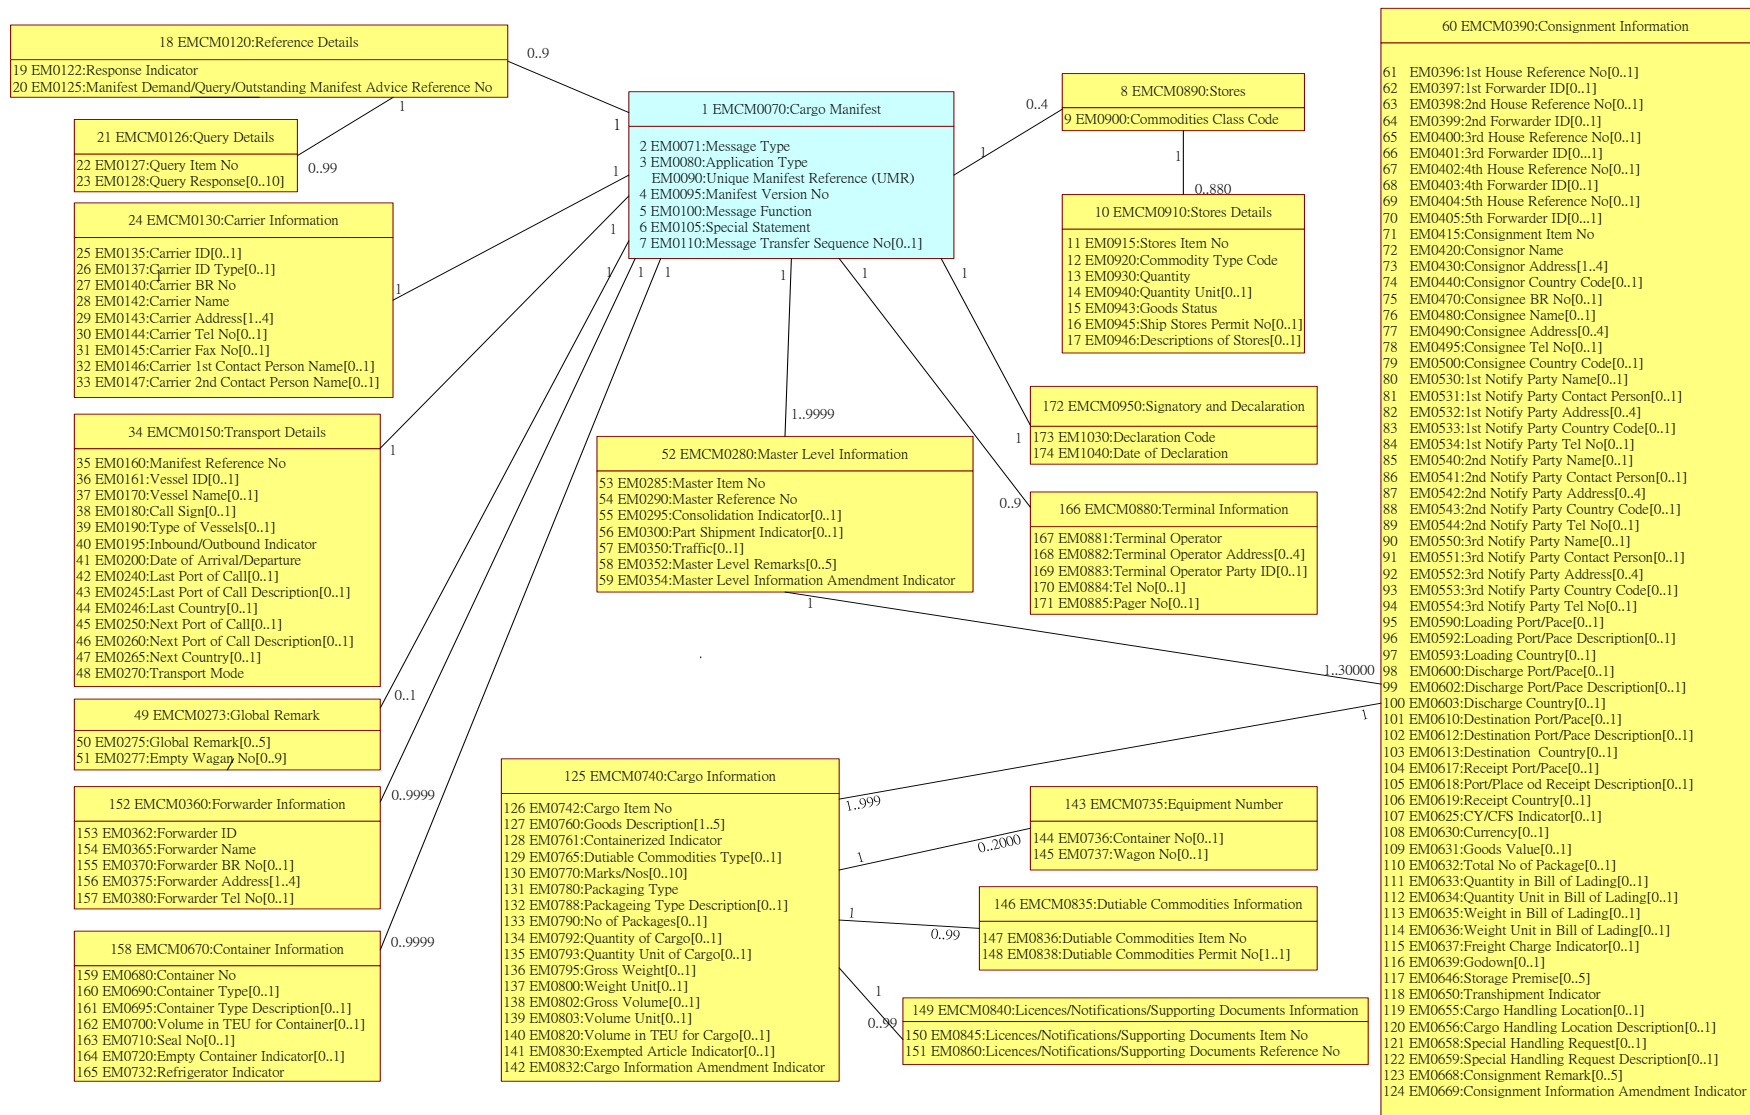 18 EMCM0120:Reference Details
19 EM0122:Response Indicator
20 EM0125:Manifest Demand/Query/Outstanding Manifest Advice Reference No
0..9
1
1
21 EMCM0126:Query Details
22 EM0127:Query Item No
23 EM0128:Query Response[0..10]
0..99
24 EMCM0130:Carrier Information
25 EM0135:Carrier ID[0..1]
26 EM0137:Carrier ID Type[0..1]
1
27 EM0140:Carrier BR No
28 EM0142:Carrier Name
29 EM0143:Carrier Address[1..4]
30 EM0144:Carrier Tel No[0..1]
31 EM0145:Carrier Fax No[0..1]
32 EM0146:Carrier 1st Contact Person Name[0..1]
33 EM0147:Carrier 2nd Contact Person Name[0..1]
1
1
34 EMCM0150:Transport Details
35 EM0160:Manifest Reference No
36 EM0161:Vessel ID[0..1]
37 EM0170:Vessel Name[0..1]
38 EM0180:Call Sign[0..1]
39 EM0190:Type of Vessels[0..1]
40 EM0195:Inbound/Outbound Indicator
41 EM0200:Date of Arrival/Departure
42 EM0240:Last Port of Call[0..1]
43 EM0245:Last Port of Call Description[0..1]
44 EM0246:Last Country[0..1]
45 EM0250:Next Port of Call[0..1]
46 EM0260:Next Port of Call Description[0..1]
47 EM0265:Next Country[0..1]
48 EM0270:Transport Mode
1
1
49 EMCM0273:Global Remark
50 EM0275:Global Remark[0..5]
51 EM0277:Empty Wagan No[0..9]
0..1
1
152 EMCM0360:Forwarder Information
153 EM0362:Forwarder ID
154 EM0365:Forwarder Name
155 EM0370:Forwarder BR No[0..1]
156 EM0375:Forwarder Address[1..4]
157 EM0380:Forwarder Tel No[0..1]
0..9999
1
158 EMCM0670:Container Information
159 EM0680:Container No
160 EM0690:Container Type[0..1]
161 EM0695:Container Type Description[0..1]
162 EM0700:Volume in TEU for Container[0..1]
163 EM0710:Seal No[0..1]
164 EM0720:Empty Container Indicator[0..1]
165 EM0732:Refrigerator Indicator
0..9999
1
1 EMCM0070:Cargo Manifest
2 EM0071:Message Type
3 EM0080:Application Type
EM0090:Unique Manifest Reference (UMR)
4 EM0095:Manifest Version No
5 EM0100:Message Function
6 EM0105:Special Statement
7 EM0110:Message Transfer Sequence No[0..1]
1
1..9999
52 EMCM0280:Master Level Information
53 EM0285:Master Item No
54 EM0290:Master Reference No
55 EM0295:Consolidation Indicator[0..1]
56 EM0300:Part Shipment Indicator[0..1]
57 EM0350:Traffic[0..1]
58 EM0352:Master Level Remarks[0..5]
59 EM0354:Master Level Information Amendment Indicator
1
1..30000
125 EMCM0740:Cargo Information
126 EM0742:Cargo Item No
127 EM0760:Goods Description[1..5]
128 EM0761:Containerized Indicator
129 EM0765:Dutiable Commodities Type[0..1]
130 EM0770:Marks/Nos[0..10]
131 EM0780:Packaging Type
132 EM0788:Packageing Type Description[0..1]
133 EM0790:No of Packages[0..1]
134 EM0792:Quantity of Cargo[0..1]
135 EM0793:Quantity Unit of Cargo[0..1]
136 EM0795:Gross Weight[0..1]
137 EM0800:Weight Unit[0..1]
138 EM0802:Gross Volume[0..1]
139 EM0803:Volume Unit[0..1]
140 EM0820:Volume in TEU for Cargo[0..1]
141 EM0830:Exempted Article Indicator[0..1]
142 EM0832:Cargo Information Amendment Indicator
1
1..999
8 EMCM0890:Stores
9 EM0900:Commodities Class Code
0..4
1
1
0..880
10 EMCM0910:Stores Details
11 EM0915:Stores Item No
12 EM0920:Commodity Type Code
13 EM0930:Quantity
14 EM0940:Quantity Unit[0..1]
15 EM0943:Goods Status
16 EM0945:Ship Stores Permit No[0..1]
17 EM0946:Descriptions of Stores[0..1]
1
1
172 EMCM0950:Signatory and Decalaration
173 EM1030:Declaration Code
174 EM1040:Date of Declaration
1
0..9
166 EMCM0880:Terminal Information
167 EM0881:Terminal Operator
168 EM0882:Terminal Operator Address[0..4]
169 EM0883:Terminal Operator Party ID[0..1]
170 EM0884:Tel No[0..1]
171 EM0885:Pager No[0..1]
143 EMCM0735:Equipment Number
144 EM0736:Container No[0..1]
145 EM0737:Wagon No[0..1]
1
0..2000
146 EMCM0835:Dutiable Commodities Information
147 EM0836:Dutiable Commodities Item No
148 EM0838:Dutiable Commodities Permit No[1..1]
1
0..99
149 EMCM0840:Licences/Notifications/Supporting Documents Information
150 EM0845:Licences/Notifications/Supporting Documents Item No
151 EM0860:Licences/Notifications/Supporting Documents Reference No
1
0..99
60 EMCM0390:Consignment Information
61 EM0396:1st House Reference No[0..1]
62 EM0397:1st Forwarder ID[0..1]
63 EM0398:2nd House Reference No[0..1]
64 EM0399:2nd Forwarder ID[0..1]
65 EM0400:3rd House Reference No[0..1]
66 EM0401:3rd Forwarder ID[0...1]
67 EM0402:4th House Reference No[0..1]
68 EM0403:4th Forwarder ID[0..1]
69 EM0404:5th House Reference No[0..1]
70 EM0405:5th Forwarder ID[0...1]
71 EM0415:Consignment Item No
72 EM0420:Consignor Name
73 EM0430:Consignor Address[1..4]
74 EM0440:Consignor Country Code[0..1]
75 EM0470:Consignee BR No[0..1]
76 EM0480:Consignee Name[0..1]
77 EM0490:Consignee Address[0..4]
78 EM0495:Consignee Tel No[0..1]
79 EM0500:Consignee Country Code[0..1]
80 EM0530:1st Notify Party Name[0..1]
81 EM0531:1st Notify Party Contact Person[0..1]
82 EM0532:1st Notify Party Address[0..4]
83 EM0533:1st Notify Party Country Code[0..1]
84 EM0534:1st Notify Party Tel No[0..1]
85 EM0540:2nd Notify Party Name[0..1]
86 EM0541:2nd Notify Party Contact Person[0..1]
87 EM0542:2nd Notify Party Address[0..4]
88 EM0543:2nd Notify Party Country Code[0..1]
89 EM0544:2nd Notify Party Tel No[0..1]
90 EM0550:3rd Notify Party Name[0..1]
91 EM0551:3rd Notify Party Contact Person[0..1]
92 EM0552:3rd Notify Party Address[0..4]
93 EM0553:3rd Notify Party Country Code[0..1]
94 EM0554:3rd Notify Party Tel No[0..1]
95 EM0590:Loading Port/Pace[0..1]
96 EM0592:Loading Port/Pace Description[0..1]
97 EM0593:Loading Country[0..1]
98 EM0600:Discharge Port/Pace[0..1]
99 EM0602:Discharge Port/Pace Description[0..1]
100 EM0603:Discharge Country[0..1]
101 EM0610:Destination Port/Pace[0..1]
102 EM0612:Destination Port/Pace Description[0..1]
103 EM0613:Destination Country[0..1]
104 EM0617:Receipt Port/Pace[0..1]
105 EM0618:Port/Place od Receipt Description[0..1]
106 EM0619:Receipt Country[0..1]
107 EM0625:CY/CFS Indicator[0..1]
108 EM0630:Currency[0..1]
109 EM0631:Goods Value[0..1]
110 EM0632:Total No of Package[0..1]
111 EM0633:Quantity in Bill of Lading[0..1]
112 EM0634:Quantity Unit in Bill of Lading[0..1]
113 EM0635:Weight in Bill of Lading[0..1]
114 EM0636:Weight Unit in Bill of Lading[0..1]
115 EM0637:Freight Charge Indicator[0..1]
116 EM0639:Godown[0..1]
117 EM0646:Storage Premise[0..5]
118 EM0650:Transhipment Indicator
119 EM0655:Cargo Handling Location[0..1]
120 EM0656:Cargo Handling Location Description[0..1]
121 EM0658:Special Handling Request[0..1]
122 EM0659:Special Handling Request Description[0..1]
123 EM0668:Consignment Remark[0..5]
124 EM0669:Consignment Information Amendment Indicator